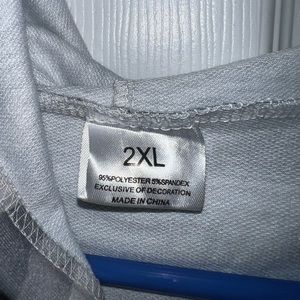 2XL
95%POLYESTER 5%SPANDEX
EXCLUSIVE OF DECORATION
MADE IN CHINA